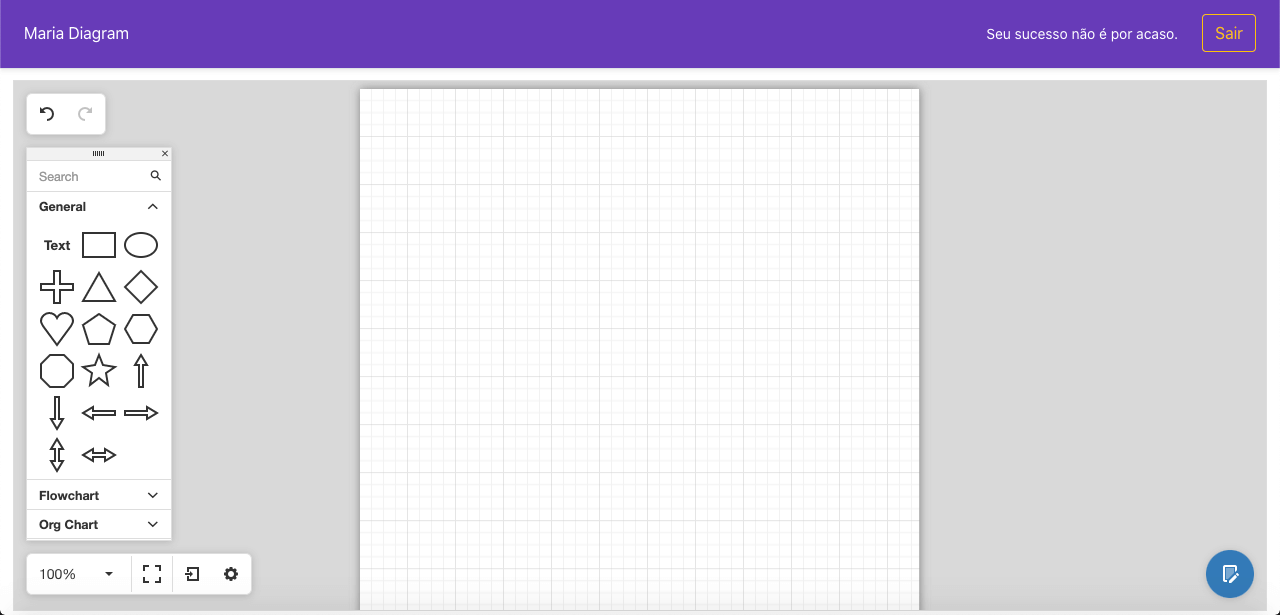 Maria Diagram
Seu sucesso não é por acaso.
Sair
Search
General
Text
Flowchart
Org Chart
100%